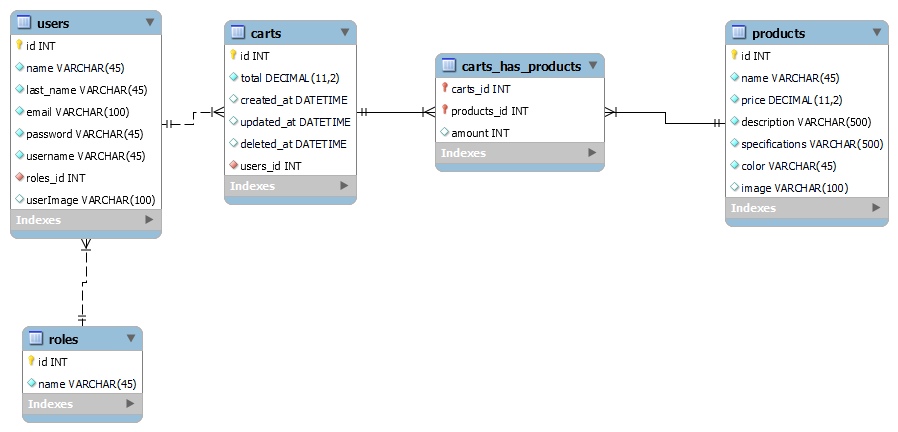 users
id INT
name VARCHAR(45)
last_name VARCHAR(45)
email VARCHAR(100)
password VARCHAR(45)
username VARCHAR(45)
roles_id INT
userImage VARCHAR(100)
Indexes
carts
id INT
total DECIMAL(11,2)
created_at DATETIME
updated_at DATETIME
deleted_at DATETIME
users_id INT
Indexes
carts_has_products
carts_id INT
products_id INT
amount INT
Indexes
products
id INT
name VARCHAR(45)
price DECIMAL(11,2)
description VARCHAR(500)
specifications VARCHAR(500)
color VARCHAR(45)
image VARCHAR(100)
Indexes
roles
id INT
name VARCHAR(45)
Indexes